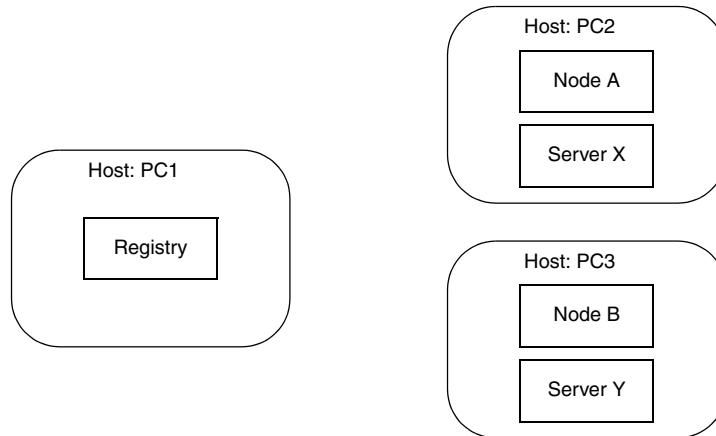 Host: PC1
Registry
Host: PC2
Node A
Server X
Host: PC3
Node B
Server Y